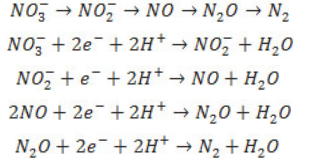 NO₃⁻ → NO₂⁻ → NO → N₂O → N₂
NO₃⁻ + 2e⁻ + 2H⁺ → NO₂⁻ + H₂O
NO₂⁻ + e⁻ + 2H⁺ → NO + H₂O
2NO + 2e⁻ + 2H⁺ → N₂O + H₂O
N₂O + 2e⁻ + 2H⁺ → N₂ + H₂O